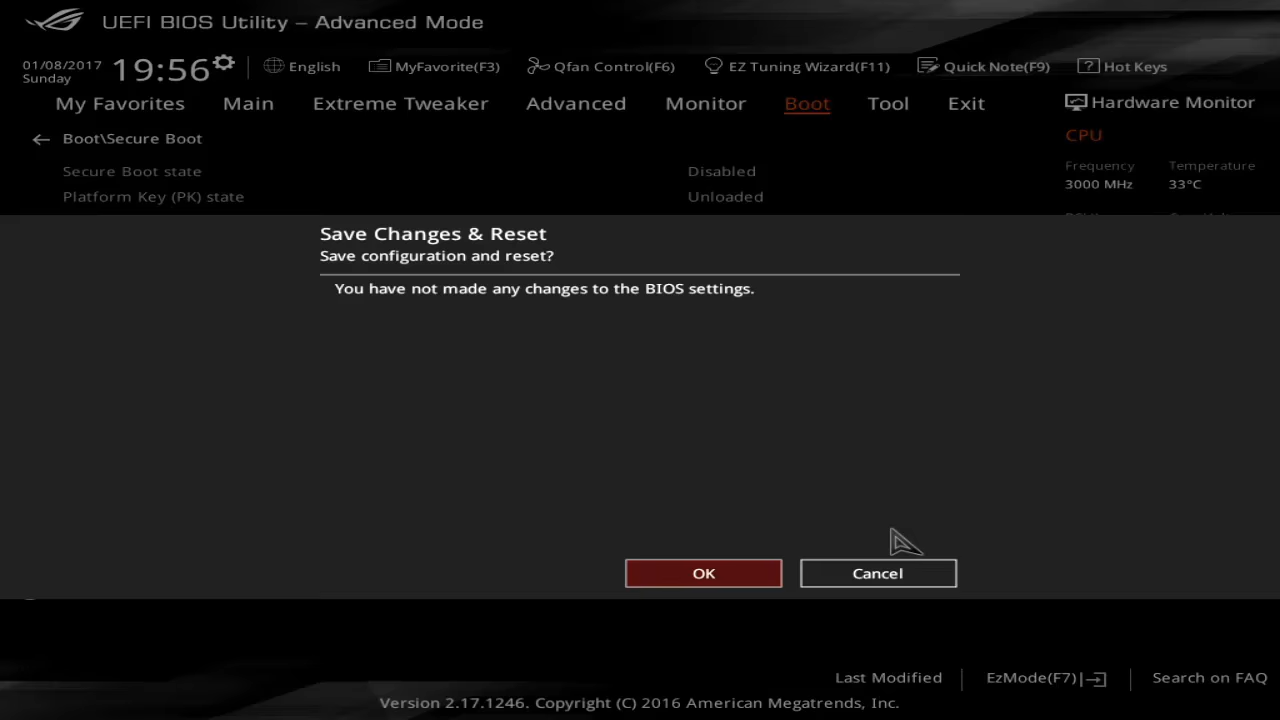 UEFI BIOS Utility – Advanced Mode
01/08/2017
Sunday
19:56
English
MyFavorite(F3)
Qfan Control(F6)
EZ Tuning Wizard(F11)
Quick Note(F9)
? Hot Keys
My Favorites
Main
Extreme Tweaker
Advanced
Monitor
Boot
Tool
Exit
Hardware Monitor
← Boot\Secure Boot
CPU
Secure Boot state Disabled
Frequency Temperature
3000 MHz 33°C
Platform Key (PK) state Unloaded
Save Changes & Reset
Save configuration and reset?
You have not made any changes to the BIOS settings.
OK
Cancel
Last Modified
EzMode(F7)
Search on FAQ
Version 2.17.1246. Copyright (C) 2016 American Megatrends, Inc.